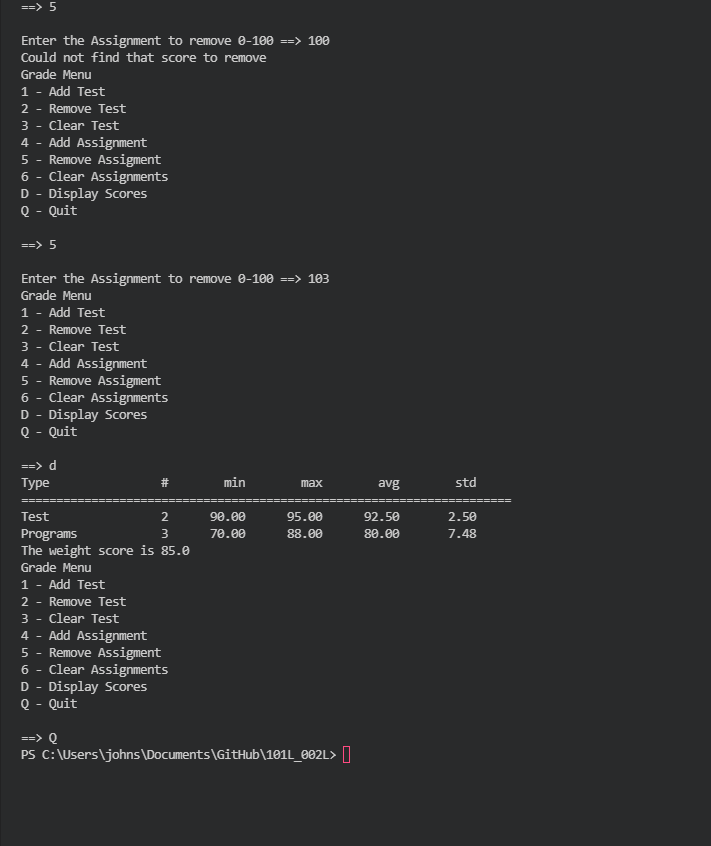 ==> 5

Enter the Assignment to remove 0-100 ==> 100
Could not find that score to remove
Grade Menu
1 - Add Test
2 - Remove Test
3 - Clear Test
4 - Add Assignment
5 - Remove Assigment
6 - Clear Assignments
D - Display Scores
Q - Quit

==> 5

Enter the Assignment to remove 0-100 ==> 103
Grade Menu
1 - Add Test
2 - Remove Test
3 - Clear Test
4 - Add Assignment
5 - Remove Assigment
6 - Clear Assignments
D - Display Scores
Q - Quit

==> d
Type                #        min        max        avg        std
======================================================================
Test                2      90.00      95.00      92.50       2.50
Programs            3      70.00      88.00      80.00       7.48
The weight score is 85.0
Grade Menu
1 - Add Test
2 - Remove Test
3 - Clear Test
4 - Add Assignment
5 - Remove Assigment
6 - Clear Assignments
D - Display Scores
Q - Quit

==> Q
PS C:\Users\johns\Documents\GitHub\101L_002L>